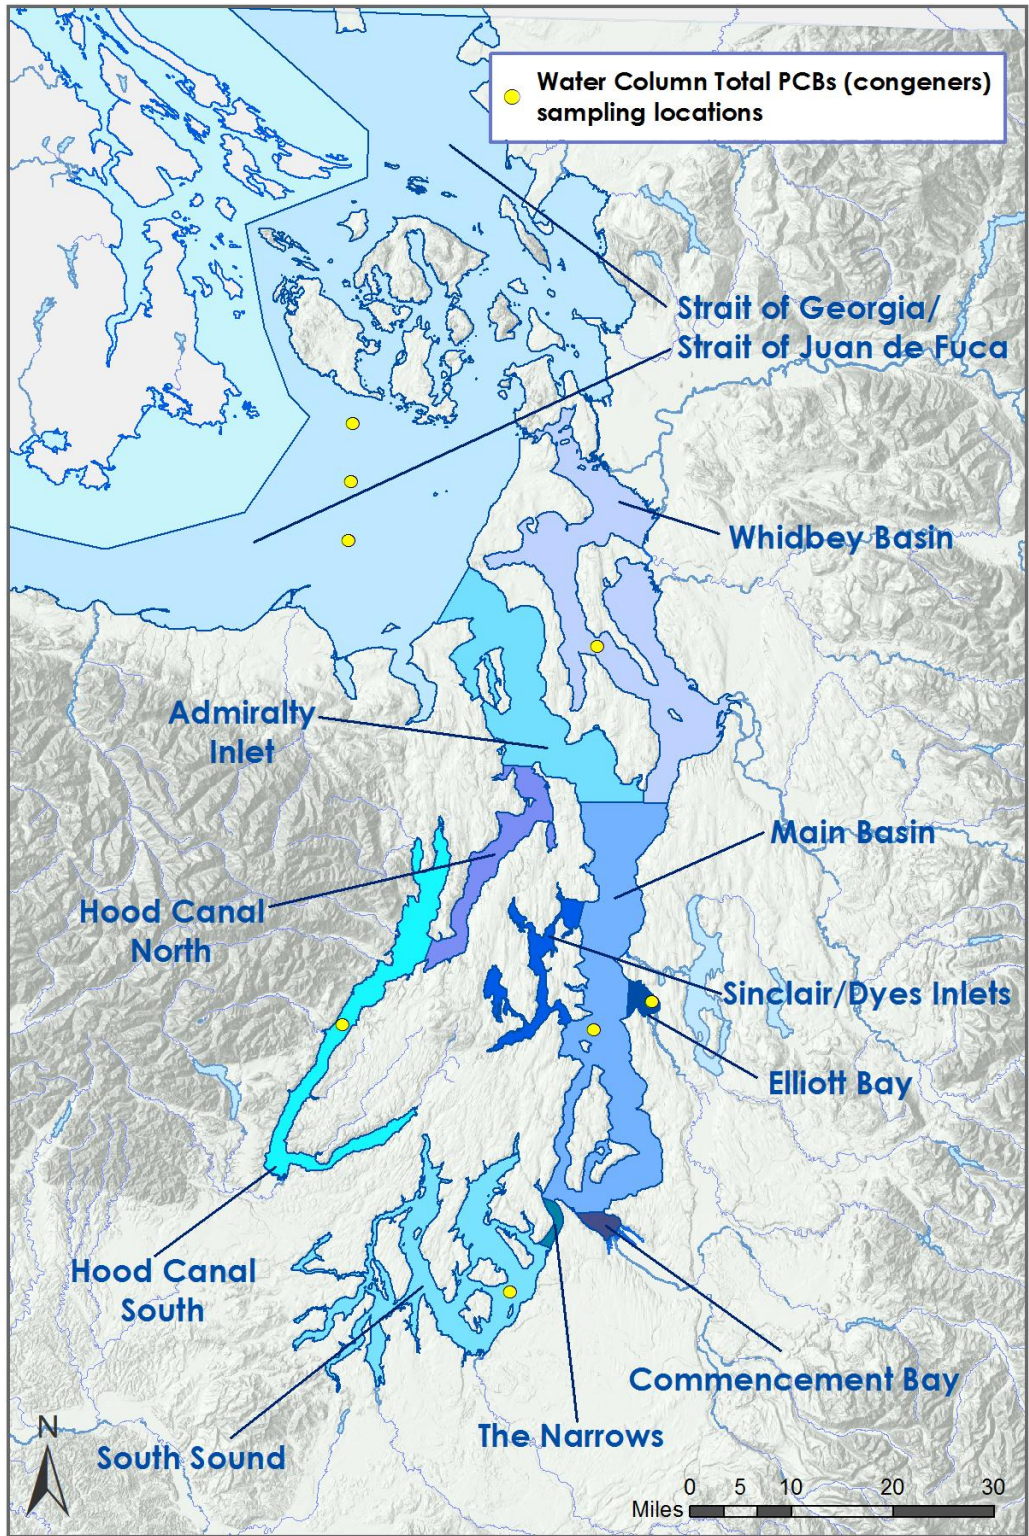 Water Column Total PCBs (congeners)
sampling locations
Strait of Georgia/
Strait of Juan de Fuca
Whidbey Basin
Admiralty
Inlet
Main Basin
Hood Canal
North
Sinclair/Dyes Inlets
Elliott Bay
Hood Canal
South
Commencement Bay
The Narrows
South Sound
N
0 5 10 20 30
Miles